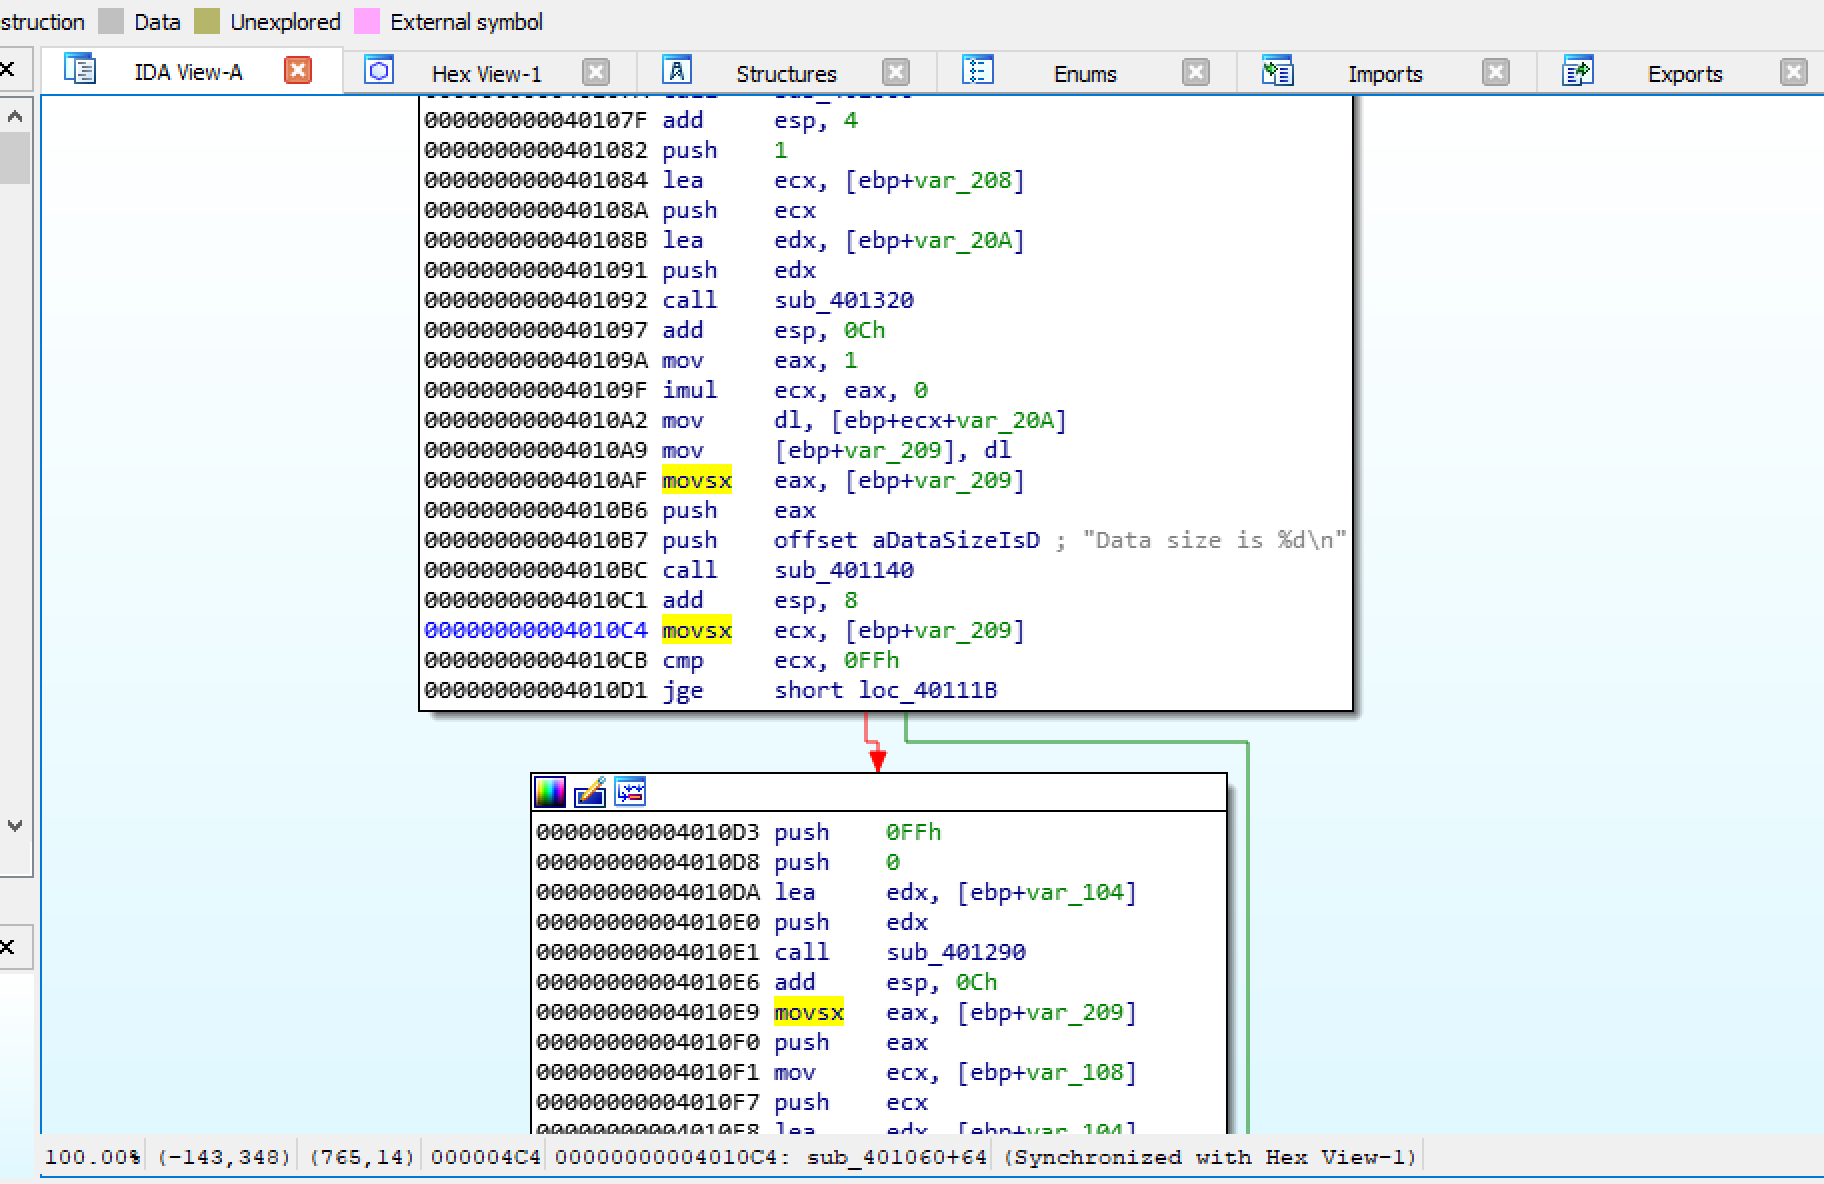 struction Data Unexplored External symbol
IDA View-A Hex View-1 Structures Enums Imports Exports
000000000040107F add esp, 4
0000000000401082 push 1
0000000000401084 lea ecx, [ebp+var_208]
000000000040108A push ecx
000000000040108B lea edx, [ebp+var_20A]
0000000000401091 push edx
0000000000401092 call sub_401320
0000000000401097 add esp, 0Ch
000000000040109A mov eax, 1
000000000040109F imul ecx, eax, 0
00000000004010A2 mov dl, [ebp+ecx+var_20A]
00000000004010A9 mov [ebp+var_209], dl
00000000004010AF movsx eax, [ebp+var_209]
00000000004010B6 push eax
00000000004010B7 push offset aDataSizeIsD ; "Data size is %d\n"
00000000004010BC call sub_401140
00000000004010C1 add esp, 8
00000000004010C4 movsx ecx, [ebp+var_209]
00000000004010CB cmp ecx, 0FFh
00000000004010D1 jge short loc_40111B
00000000004010D3 push 0FFh
00000000004010D8 push 0
00000000004010DA lea edx, [ebp+var_104]
00000000004010E0 push edx
00000000004010E1 call sub_401290
00000000004010E6 add esp, 0Ch
00000000004010E9 movsx eax, [ebp+var_209]
00000000004010F0 push eax
00000000004010F1 mov ecx, [ebp+var_108]
00000000004010F7 push ecx
00000000004010F8 lea edx, [ebp+var_104]
100.00% (-143,348) (765,14) 000004C4 00000000004010C4: sub_401060+64 (Synchronized with Hex View-1)